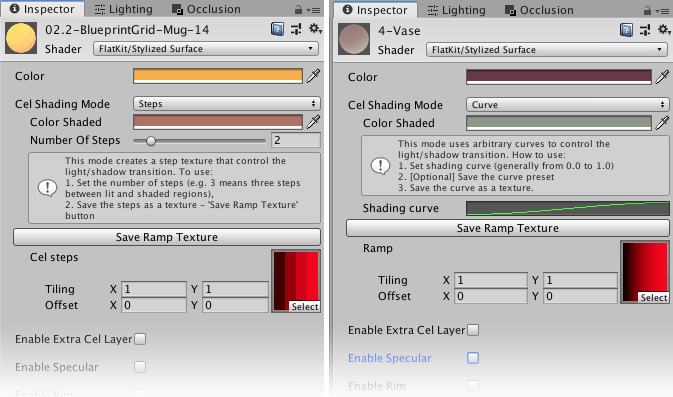 Inspector Lighting Occlusion
02.2-BlueprintGrid-Mug-14
Shader FlatKit/Stylized Surface
Color
Cel Shading Mode Steps
Color Shaded
Number Of Steps 2
This mode creates a step texture that control the
light/shadow transition. To use:
1. Set the number of steps (e.g. 3 means three steps
between lit and shaded regions),
2. Save the steps as a texture - 'Save Ramp Texture'
button
Save Ramp Texture
Cel steps
Tiling X 1 Y 1
Offset X 0 Y 0
Select
Enable Extra Cel Layer
Enable Specular
Enable Rim
Inspector Lighting Occlusion
4-Vase
Shader FlatKit/Stylized Surface
Color
Cel Shading Mode Curve
Color Shaded
This mode uses arbitrary curves to control the
light/shadow transition. How to use:
1. Set shading curve (generally from 0.0 to 1.0)
2. [Optional] Save the curve preset
3. Save the curve as a texture.
Shading curve
Save Ramp Texture
Ramp
Tiling X 1 Y 1
Offset X 0 Y 0
Select
Enable Extra Cel Layer
Enable Specular
Enable Rim